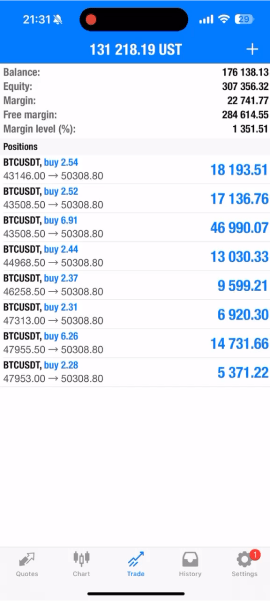 21:31
29
131 218.19 UST
Balance: 176 138.13
Equity: 307 356.32
Margin: 22 741.77
Free margin: 284 614.55
Margin level (%): 1 351.51
Positions
BTCUSDT, buy 2.54
43146.00 → 50308.80 18 193.51
BTCUSDT, buy 2.52
43508.50 → 50308.80 17 136.76
BTCUSDT, buy 6.91
43508.50 → 50308.80 46 990.07
BTCUSDT, buy 2.44
44968.50 → 50308.80 13 030.33
BTCUSDT, buy 2.37
46258.50 → 50308.80 9 599.21
BTCUSDT, buy 2.31
47313.00 → 50308.80 6 920.30
BTCUSDT, buy 6.26
47955.50 → 50308.80 14 731.66
BTCUSDT, buy 2.28
47953.00 → 50308.80 5 371.22
Quotes Chart Trade History Settings
1